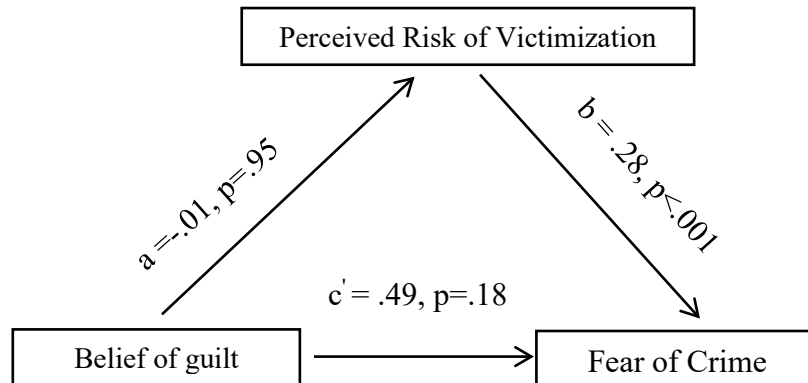 Perceived Risk of Victimization
a =-.01, p=.95
b = .28, p<.001
c' = .49, p=.18
Belief of guilt
Fear of Crime